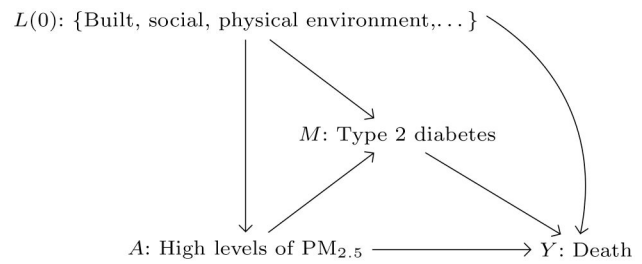 L(0): {Built, social, physical environment,...}
M: Type 2 diabetes
A: High levels of PM2.5
Y: Death